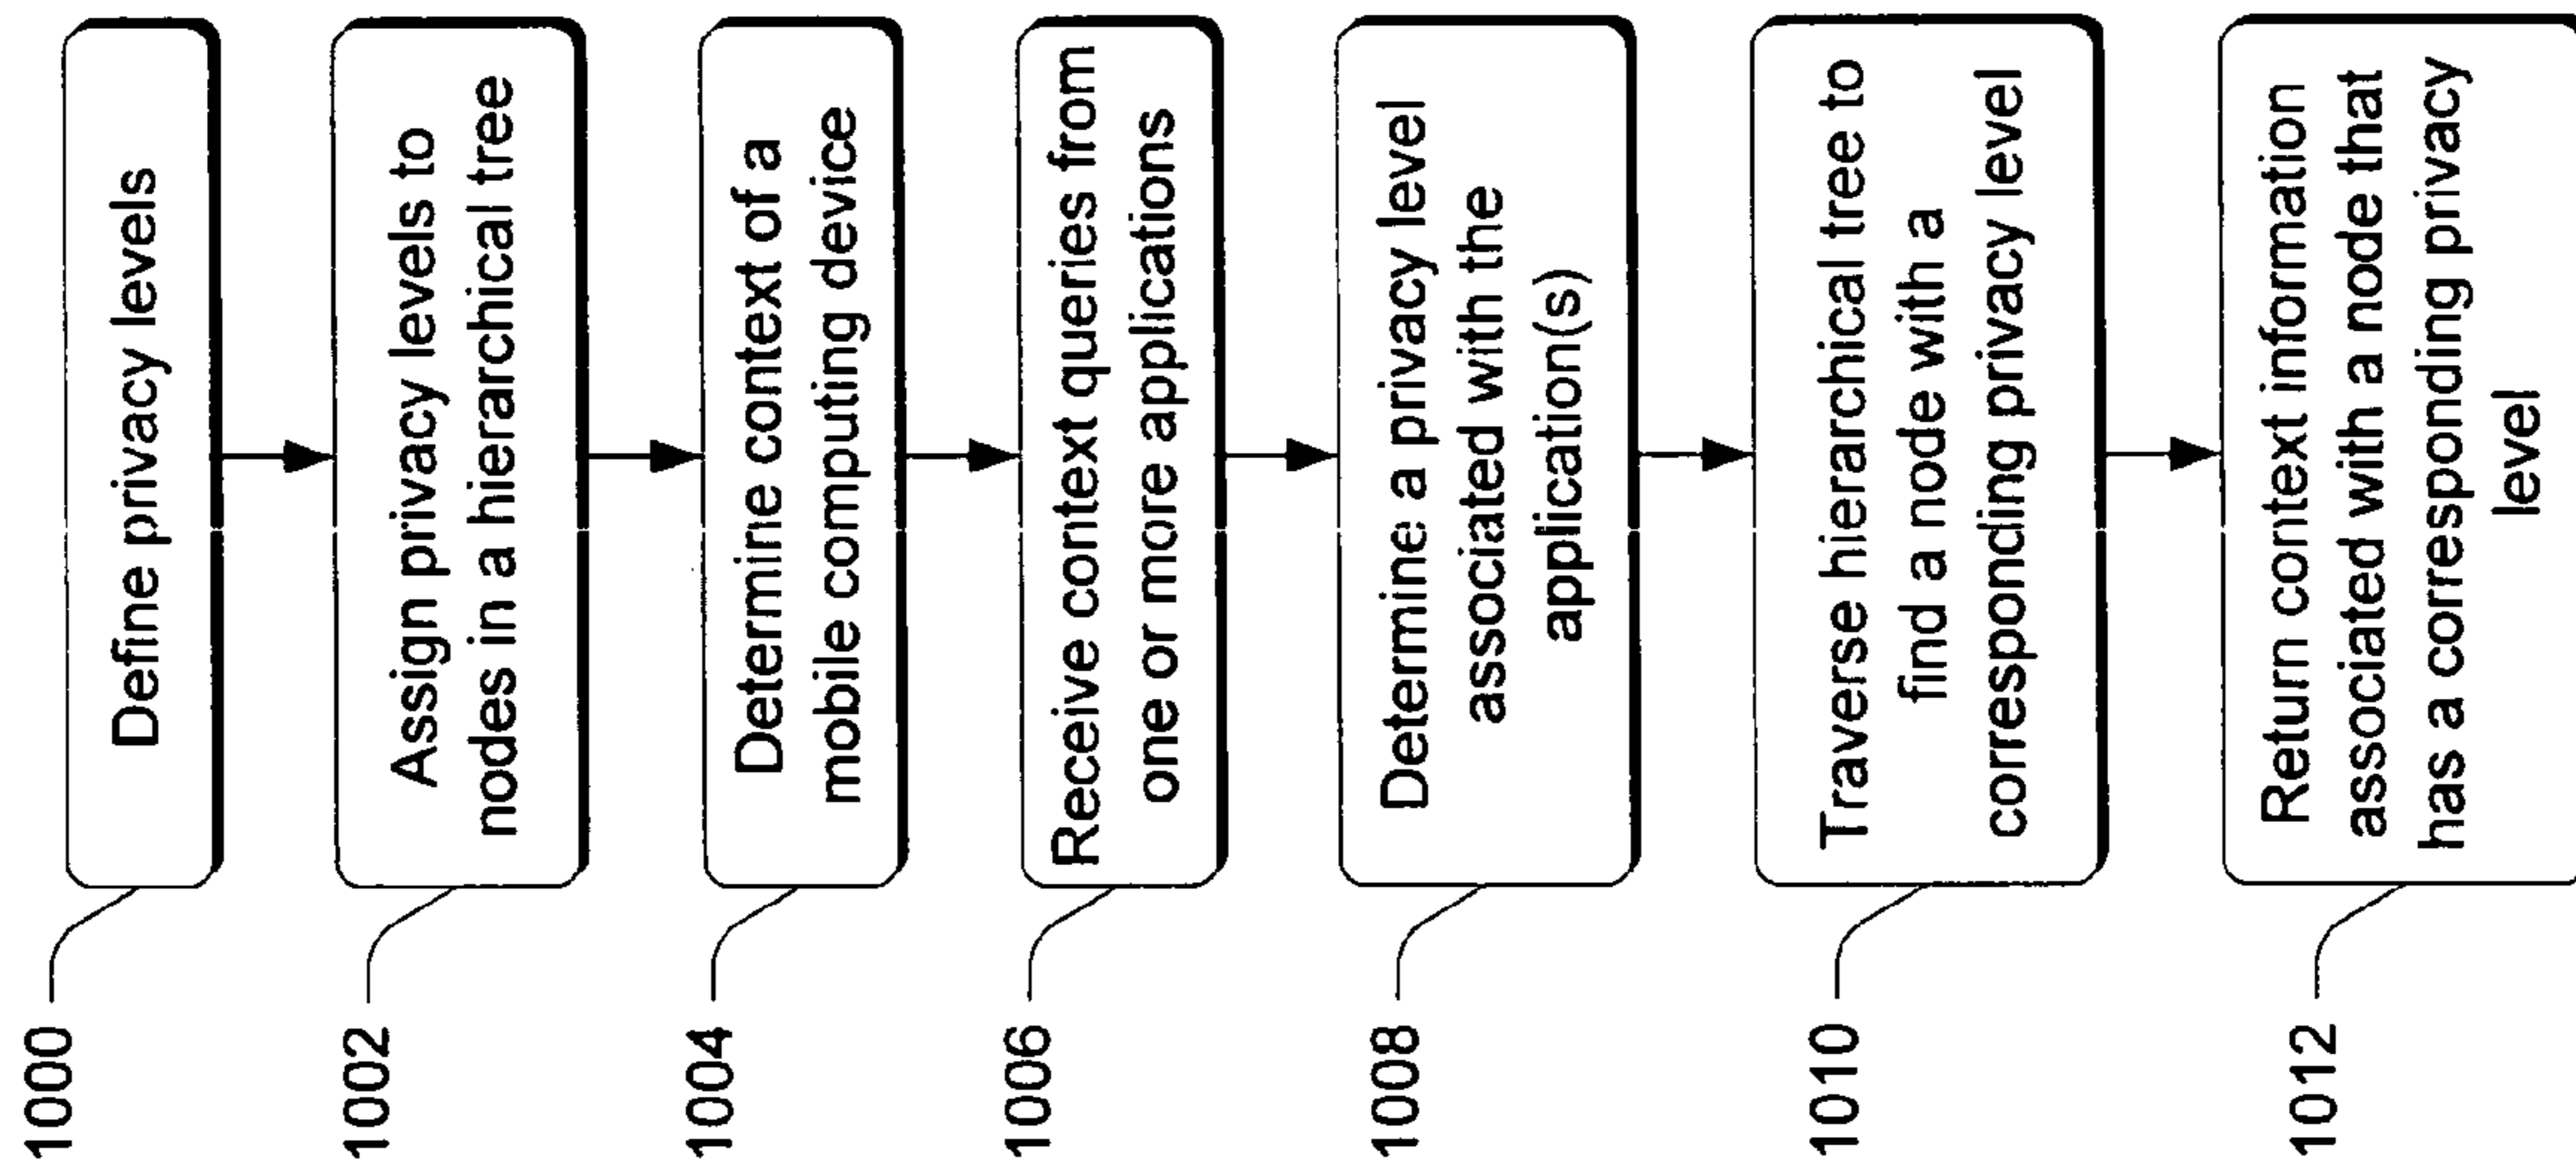 1000
Define privacy levels
1002
Assign privacy levels to
nodes in a hierarchical tree
1004
Determine context of a
mobile computing device
1006
Receive context queries from
one or more applications
1008
Determine a privacy level
associated with the
application(s)
1010
Traverse hierarchical tree to
find a node with a
corresponding privacy level
1012
Return context information
associated with a node that
has a corresponding privacy
level